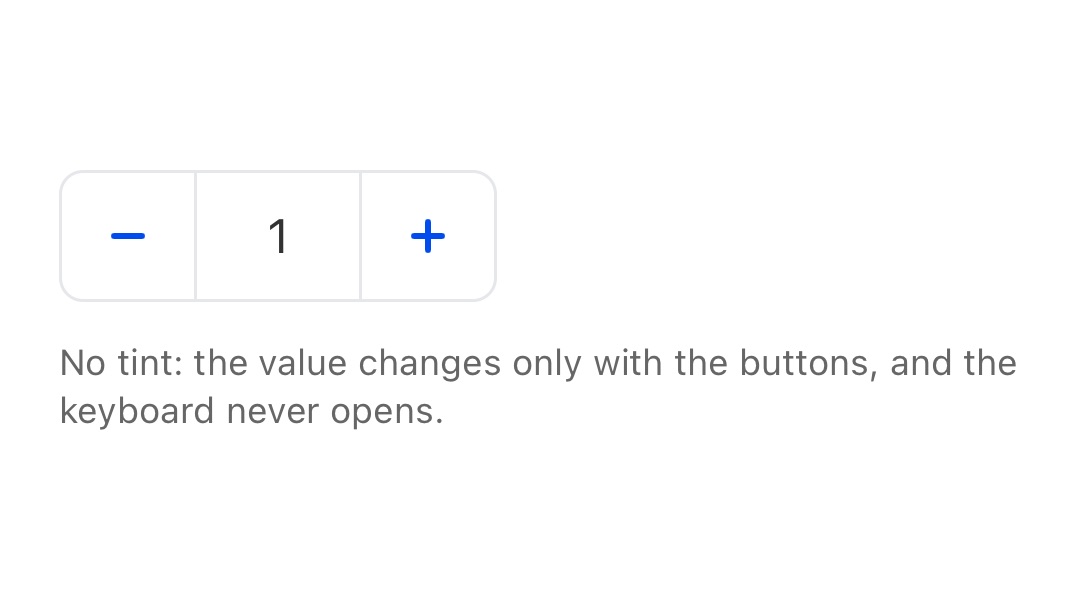 1
No tint: the value changes only with the buttons, and the
keyboard never opens.